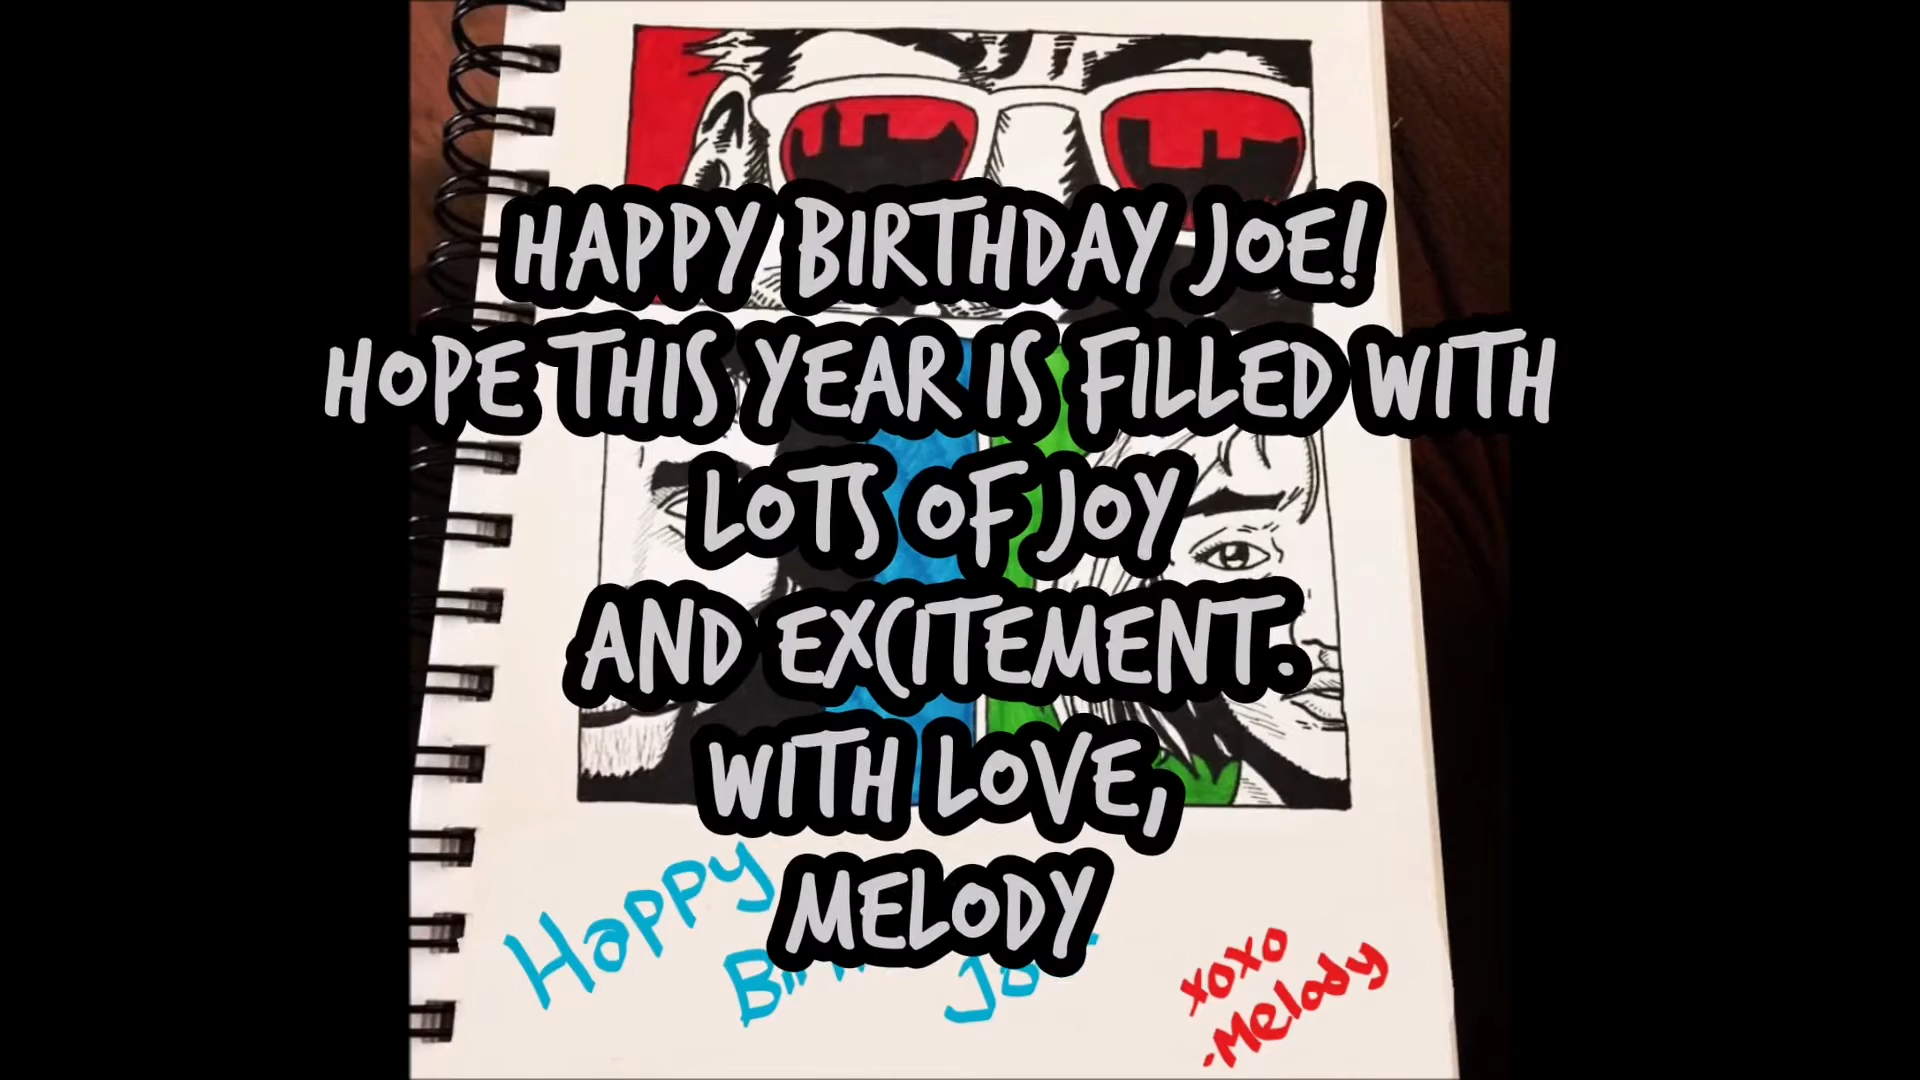 HAPPY BIRTHDAY JOE!
HOPE THIS YEAR IS FILLED WITH
LOTS OF JOY
AND EXCITEMENT.
WITH LOVE,
MELODY
Happy
xoxo
-Melody